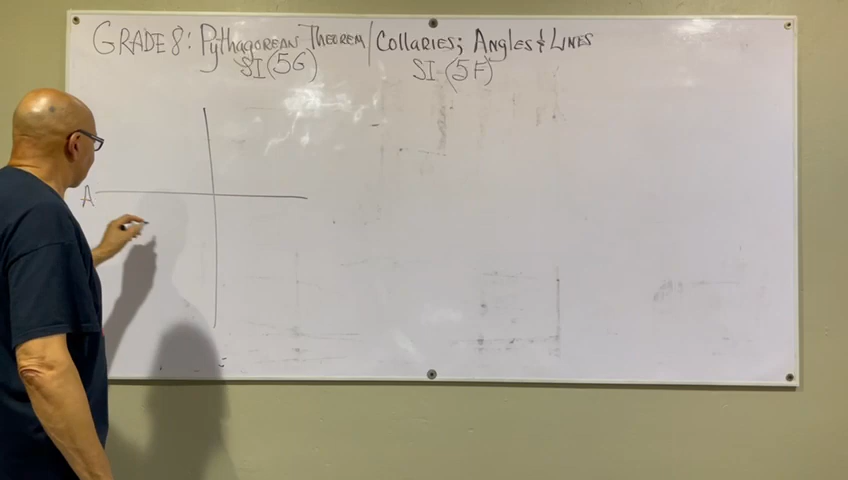 GRADE 8: PYTHAGOREAN THEOREM/COLLARIES; ANGLES & LINES
SI(5G) SI(5F)
A